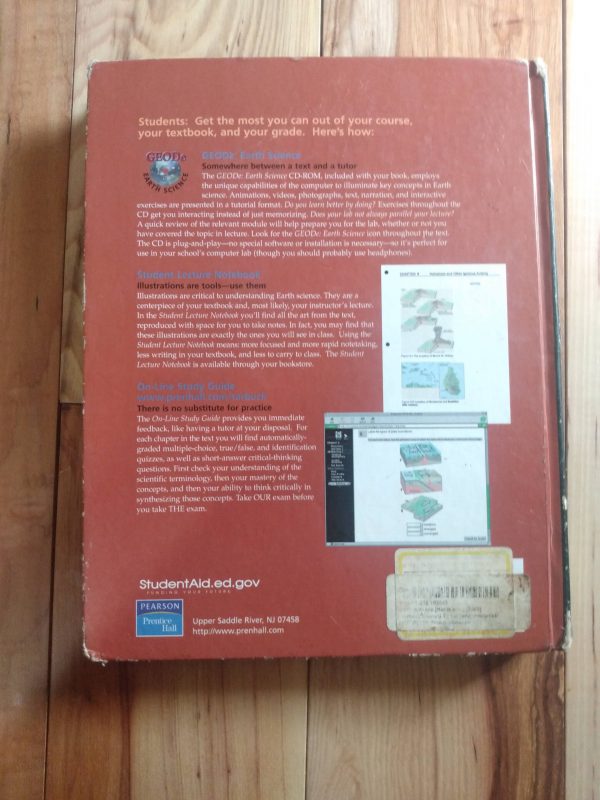 Students: Get the most you can out of your course,
your textbook, and your grade. Here's how:
GEODe
EARTH SCIENCE
GEODe Earth Science
Somewhere between a text and a tutor
The GEODe: Earth Science CD-ROM, included with your book, employs
the unique capabilities of the computer to illuminate key concepts in Earth
science. Animations, videos, photographs, text, narration, and interactive
exercises are presented in a tutorial format. Do you learn better by doing? Exercises throughout the
CD get you interacting instead of just memorizing. Does your lab not always parallel your lecture?
A quick review of the relevant module will help prepare you for the lab, whether or not you
have covered the topic in lecture. Look for the GEODe: Earth Science icon throughout the text.
The CD is plug-and-play—no special software or installation is necessary—so it's perfect for
use in your school's computer lab (though you should probably use headphones).
Student Lecture Notebook
Illustrations are tools—use them
Illustrations are critical to understanding Earth science. They are a
centerpiece of your textbook and, most likely, your instructor's lecture.
In the Student Lecture Notebook you'll find all the art from the text,
reproduced with space for you to take notes. In fact, you may find that
these illustrations are exactly the ones you will see in class. Using the
Student Lecture Notebook means: more focused and more rapid notetaking,
less writing in your textbook, and less to carry to class. The Student
Lecture Notebook is available through your bookstore.
On-Line Study Guide
www.prenhall.com/tarbuck
There is no substitute for practice
The On-Line Study Guide provides you immediate
feedback, like having a tutor at your disposal. For
each chapter in the text you will find automatically-
graded multiple-choice, true/false, and identification
quizzes, as well as short-answer critical-thinking
questions. First check your understanding of the
scientific terminology, then your mastery of the
concepts, and then your ability to think critically in
synthesizing those concepts. Take OUR exam before
you take THE exam.
StudentAid.ed.gov
FUNDING YOUR FUTURE
PEARSON
Prentice
Hall
Upper Saddle River, NJ 07458
http://www.prenhall.com